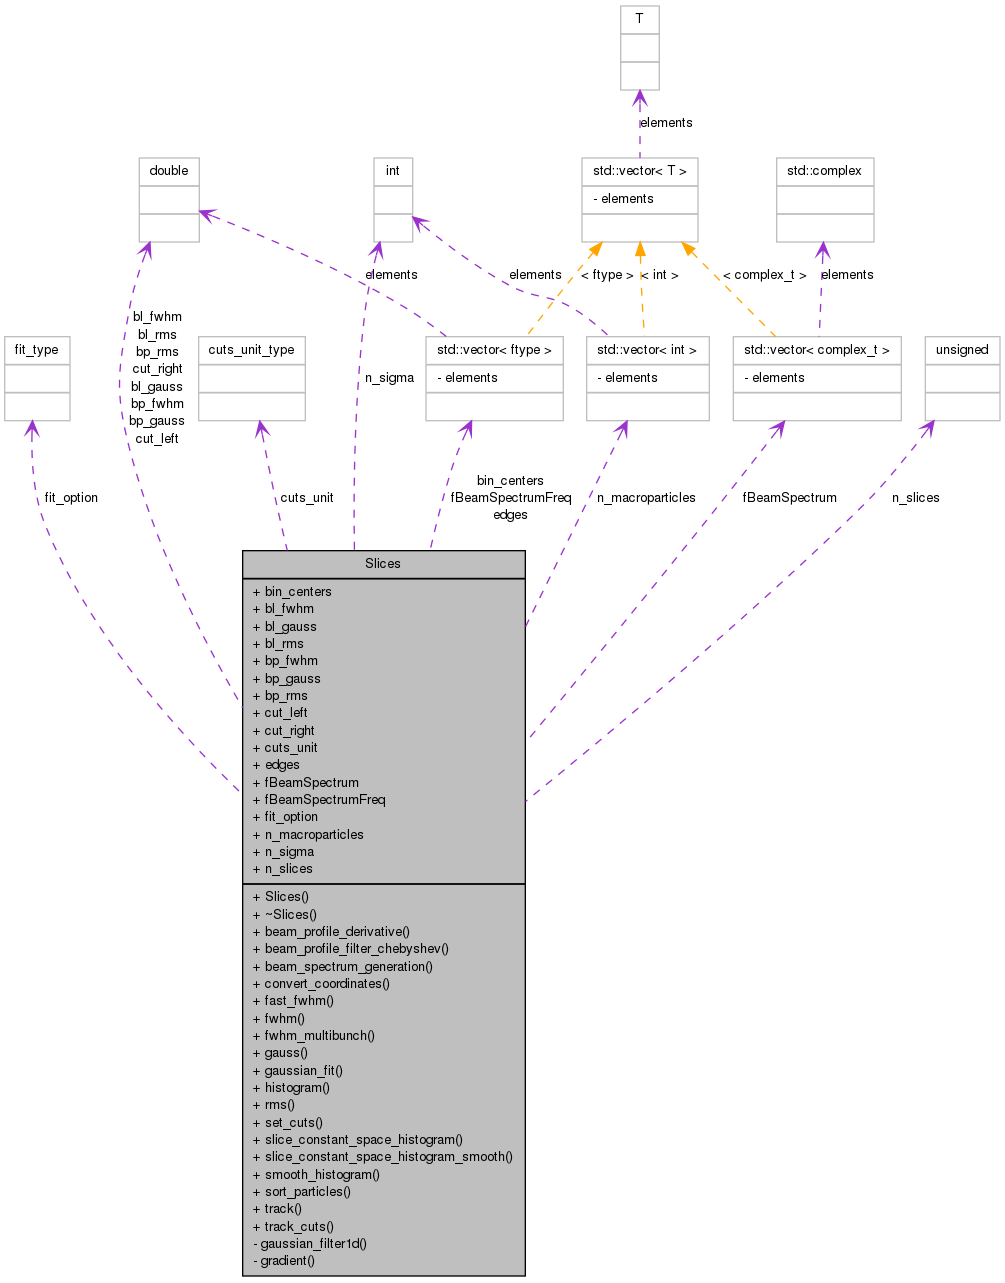 T
elements
double
int
std::vector< T >
- elements
std::complex
elements
elements
< ftype >
< int >
< complex_t >
elements
bl_fwhm
bl_rms
bp_rms
cut_right
bl_gauss
bp_fwhm
bp_gauss
cut_left
n_sigma
fit_type
cuts_unit_type
std::vector< ftype >
- elements
std::vector< int >
- elements
std::vector< complex_t >
- elements
unsigned
fit_option
cuts_unit
bin_centers
fBeamSpectrumFreq
edges
n_macroparticles
fBeamSpectrum
n_slices
Slices
+ bin_centers
+ bl_fwhm
+ bl_gauss
+ bl_rms
+ bp_fwhm
+ bp_gauss
+ bp_rms
+ cut_left
+ cut_right
+ cuts_unit
+ edges
+ fBeamSpectrum
+ fBeamSpectrumFreq
+ fit_option
+ n_macroparticles
+ n_sigma
+ n_slices
+ Slices()
+ ~Slices()
+ beam_profile_derivative()
+ beam_profile_filter_chebyshev()
+ beam_spectrum_generation()
+ convert_coordinates()
+ fast_fwhm()
+ fwhm()
+ fwhm_multibunch()
+ gauss()
+ gaussian_fit()
+ histogram()
+ rms()
+ set_cuts()
+ slice_constant_space_histogram()
+ slice_constant_space_histogram_smooth()
+ smooth_histogram()
+ sort_particles()
+ track()
+ track_cuts()
- gaussian_filter1d()
- gradient()